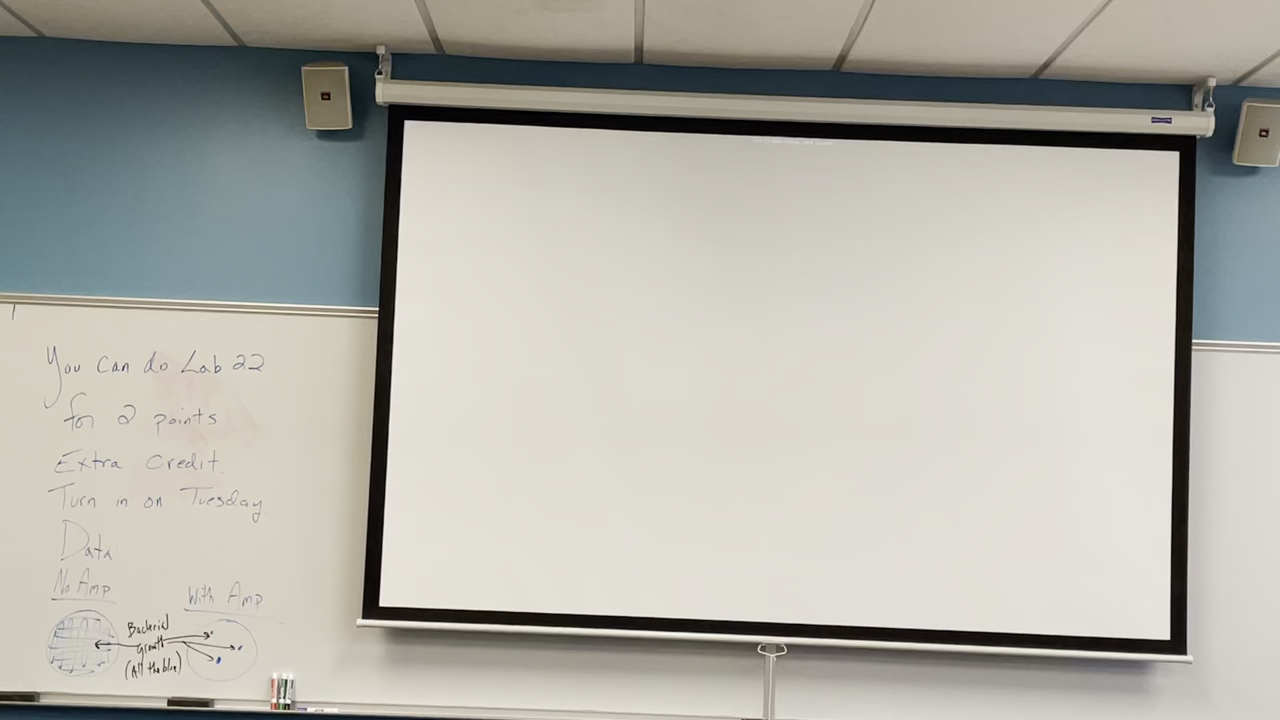 You Can do Lab 22
for 2 points
Extra Credit.
Turn in on Tuesday
Data
No Amp
With Amp
Bacterial
Growth
(All the blue)